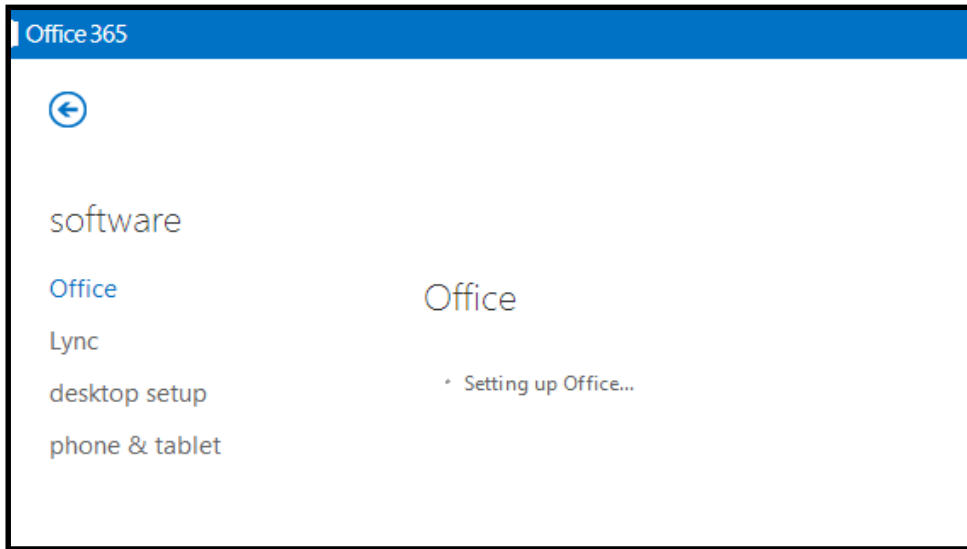 Office 365
software
Office
Lync
desktop setup
phone & tablet
Office
Setting up Office...